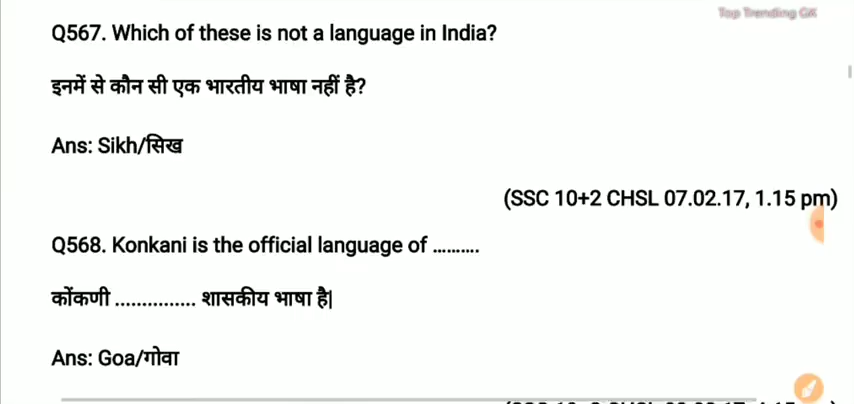 Top Trending GK
Q567. Which of these is not a language in India?
इनमें से कौन सी एक भारतीय भाषा नहीं है?
Ans: Sikh/सिख
(SSC 10+2 CHSL 07.02.17, 1.15 pm)
Q568. Konkani is the official language of ..........
कोंकणी ............... शासकीय भाषा है|
Ans: Goa/गोवा